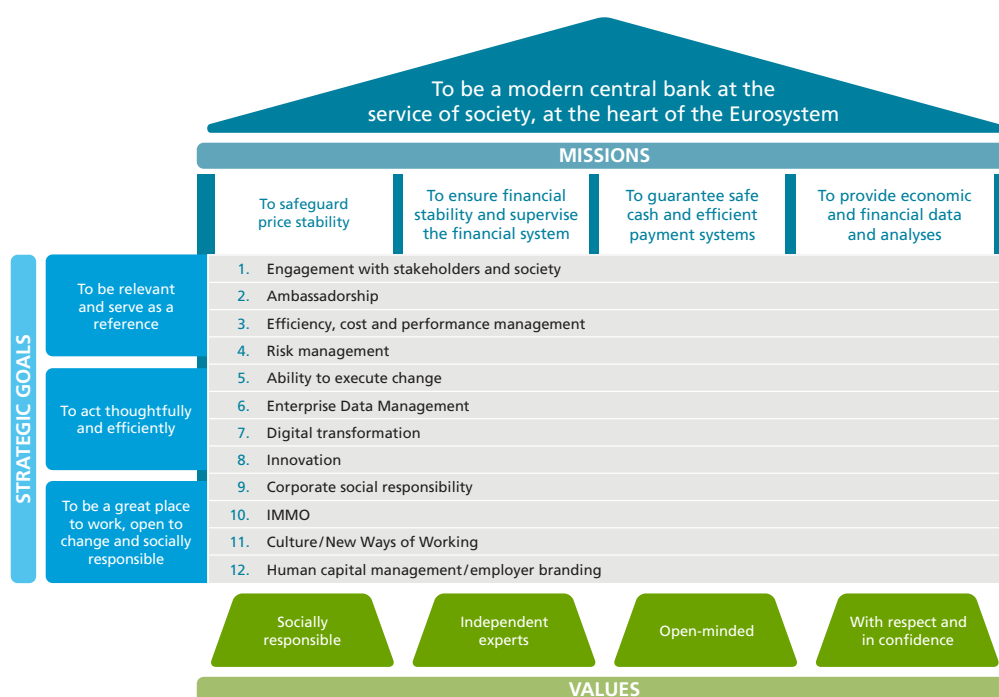 To be a modern central bank at the
service of society, at the heart of the Eurosystem
MISSIONS
To safeguard
price stability
To ensure financial
stability and supervise
the financial system
To guarantee safe
cash and efficient
payment systems
To provide economic
and financial data
and analyses
STRATEGIC GOALS
To be relevant
and serve as a
reference
To act thoughtfully
and efficiently
To be a great place
to work, open to
change and socially
responsible
1. Engagement with stakeholders and society
2. Ambassadorship
3. Efficiency, cost and performance management
4. Risk management
5. Ability to execute change
6. Enterprise Data Management
7. Digital transformation
8. Innovation
9. Corporate social responsibility
10. IMMO
11. Culture/New Ways of Working
12. Human capital management/employer branding
Socially
responsible
Independent
experts
Open-minded
With respect and
in confidence
VALUES